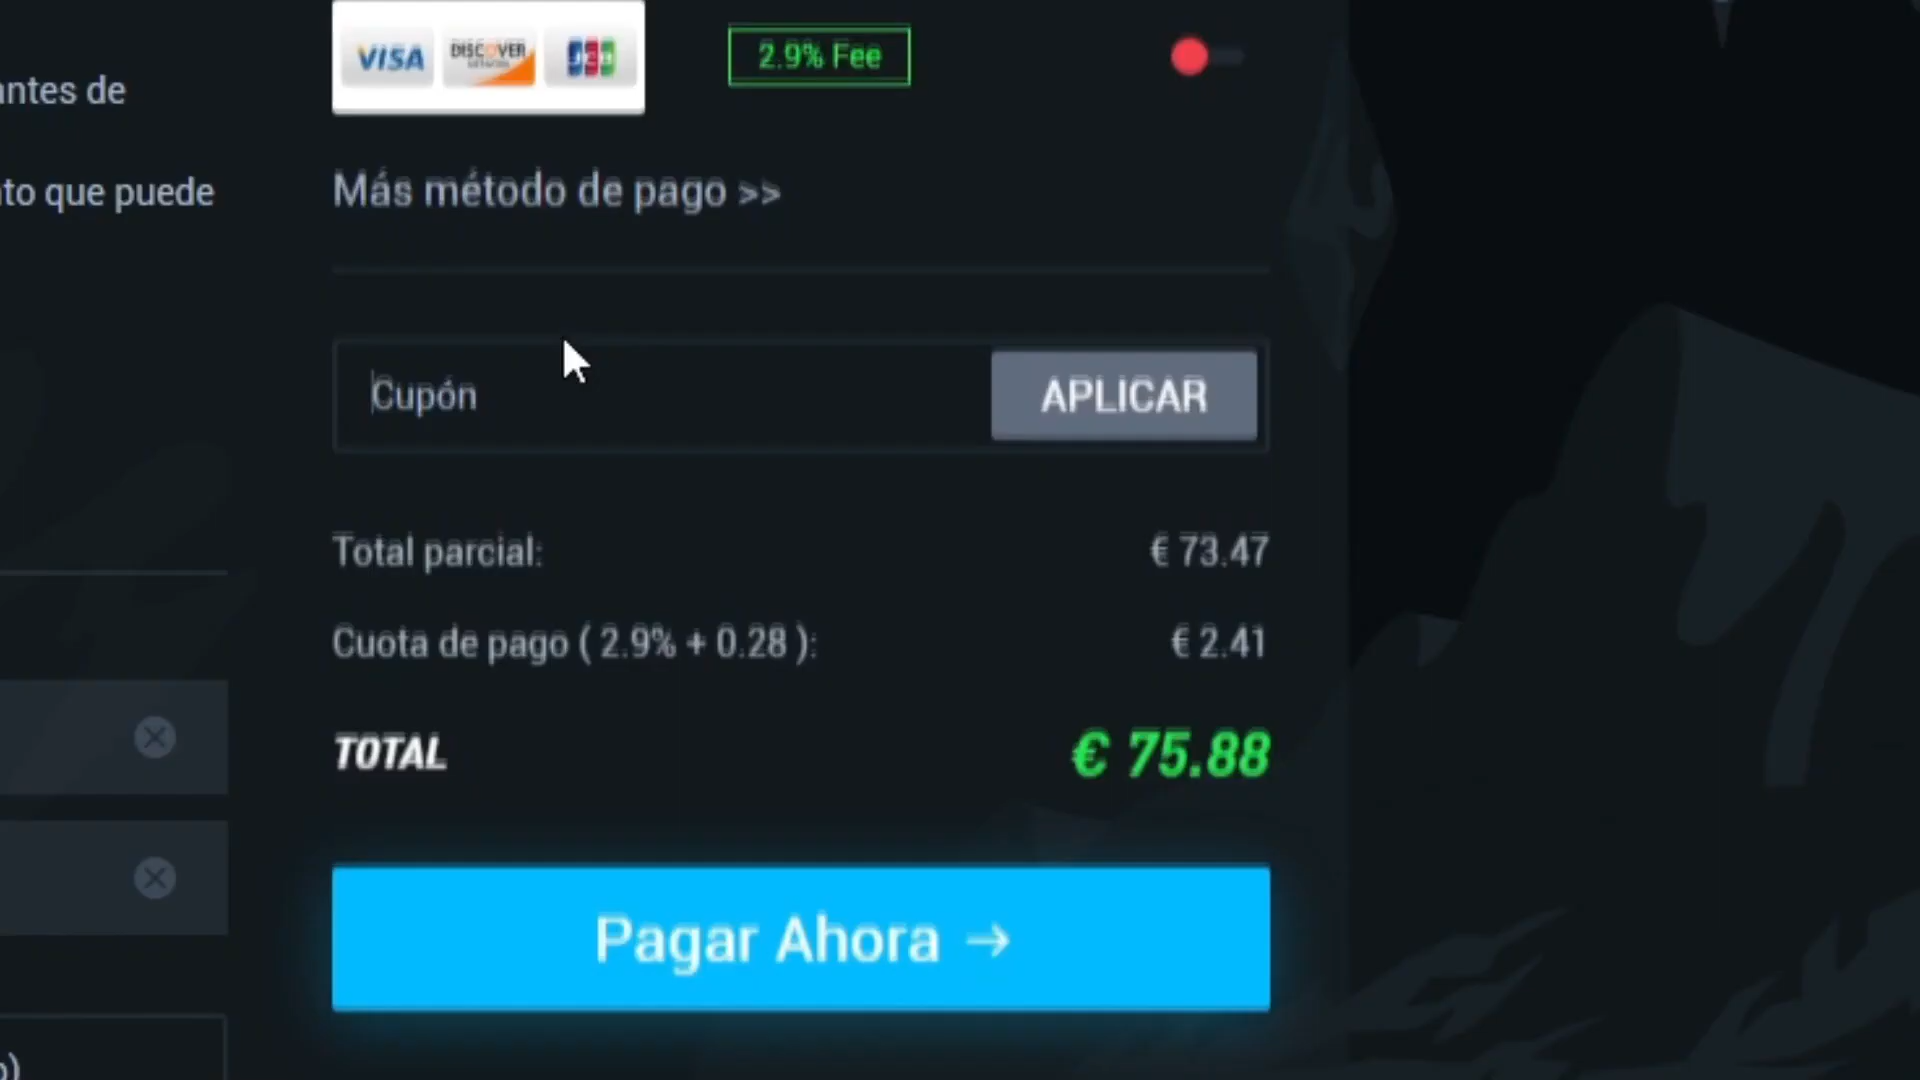 antes de
to que puede
VISA DISCOVER JCB
2.9% Fee
Más método de pago >>
Cupón
APLICAR
Total parcial:
€ 73.47
Cuota de pago ( 2.9% + 0.28 ):
€ 2.41
TOTAL
€ 75.88
Pagar Ahora →